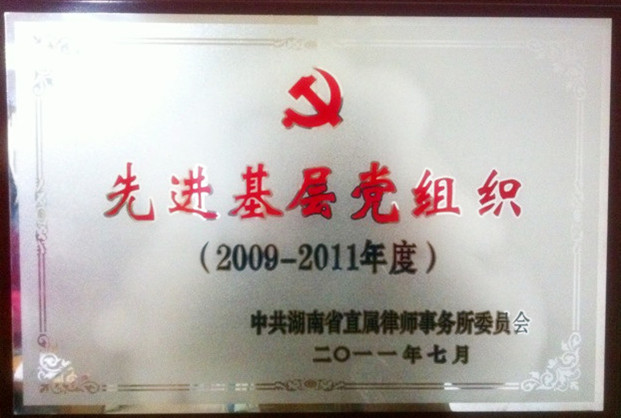 先进基层党组织
(2009-2011年度)
中共湖南省直属律师事务所委员会
二〇一一年七月